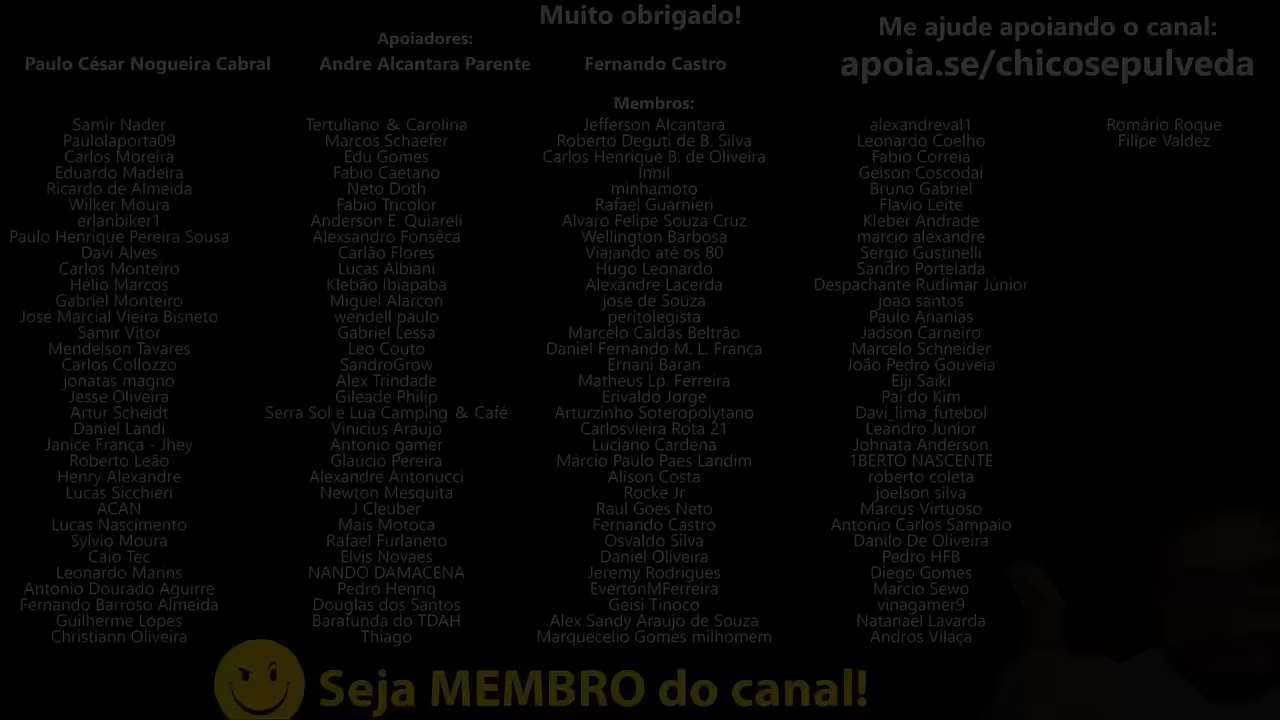 Muito obrigado!
Me ajude apoiando o canal:
apoia.se/chicosepulveda
Apoiadores:
Paulo César Nogueira Cabral
Andre Alcantara Parente
Fernando Castro
Membros:
Samir Nader
Paulolaporta09
Carlos Moreira
Eduardo Madeira
Ricardo de Almeida
Wilker Moura
erlanbiker1
Paulo Henrique Pereira Sousa
Davi Alves
Carlos Monteiro
Hélio Marcos
Gabriel Monteiro
José Marcial Vieira Bisneto
Samir Vitor
Mendelson Tavares
Carlos Collozzo
jonatas magno
Jesse Oliveira
Artur Scheidt
Daniel Landi
Janice França - Jhey
Roberto Leão
Henry Alexandre
Lucas Sicchieri
ACAN
Lucas Nascimento
Sylvio Moura
Caio Tec
Leonardo Marins
Antonio Dourado Aguirre
Fernando Barroso Almeida
Guilherme Lopes
Christiann Oliveira
Tertuliano & Carolina
Marcos Schaefer
Edu Gomes
Fabio Caetano
Neto Doth
Fabio Tricolor
Anderson E. Quiareli
Alexsandro Fonsêca
Carlão Flores
Lucas Albiani
Klebão Ibiapaba
Miguel Alarcon
wendell paulo
Gabriel Lessa
Leo Couto
SandroGrow
Alex Trindade
Gileade Philip
Serra Sol e Lua Camping & Café
Vinicius Araujo
Antonio gamer
Glaucio Pereira
Alexandre Antonucci
Newton Mesquita
J Cleuber
Mais Motoca
Rafael Furlaneto
Elvis Novaes
NANDO DAMACENA
Pedro Henriq
Douglas dos Santos
Barafunda do TDAH
Thiago
Jefferson Alcantara
Roberto Deguti de B. Silva
Carlos Henrique B. de Oliveira
Innil
minhamoto
Rafael Guarnieri
Alvaro Felipe Souza Cruz
Wellington Barbosa
Viajando até os 80
Hugo Leonardo
Alexandre Lacerda
jose de Souza
peritolegista
Marcelo Caldas Beltrão
Daniel Fernando M. L. França
Ernani Baran
Matheus Lp. Ferreira
Erivaldo Jorge
Arturzinho Soteropolytano
Carlosvieira Rota 21
Luciano Cardena
Márcio Paulo Paes Landim
Alison Costa
Rocke Jr
Raul Goes Neto
Fernando Castro
Osvaldo Silva
Daniel Oliveira
Jeremy Rodrigues
EvertonMFerreira
Geisi Tinoco
Alex Sandy Araujo de Souza
Marquecelio Gomes milhomem
alexandreval1
Leonardo Coelho
Fabio Correia
Geison Coscodai
Bruno Gabriel
Flavio Leite
Kleber Andrade
marcio alexandre
Sergio Gustinelli
Sandro Portelada
Despachante Rudimar Júnior
joao santos
Paulo Ananias
Jadson Carneiro
Marcelo Schneider
João Pedro Gouveia
Eiji Saiki
Pai do Kim
Davi_lima_futebol
Leandro Junior
Johnata Anderson
1BERTO NASCENTE
roberto coleta
joelson silva
Marcus Virtuoso
Antonio Carlos Sampaio
Danilo De Oliveira
Pedro HFB
Diego Gomes
Marcio Sewo
vinagamer9
Natanael Lavarda
Andros Vilaça
Romário Roque
Filipe Valdez
Seja MEMBRO do canal!